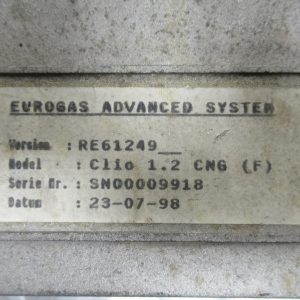 EUROGAS ADVANCED SYSTEM
Version : RE61249__
Model : Clio 1.2 CNG (F)
Serie Nr. : SN00009918
Datum : 23-07-98